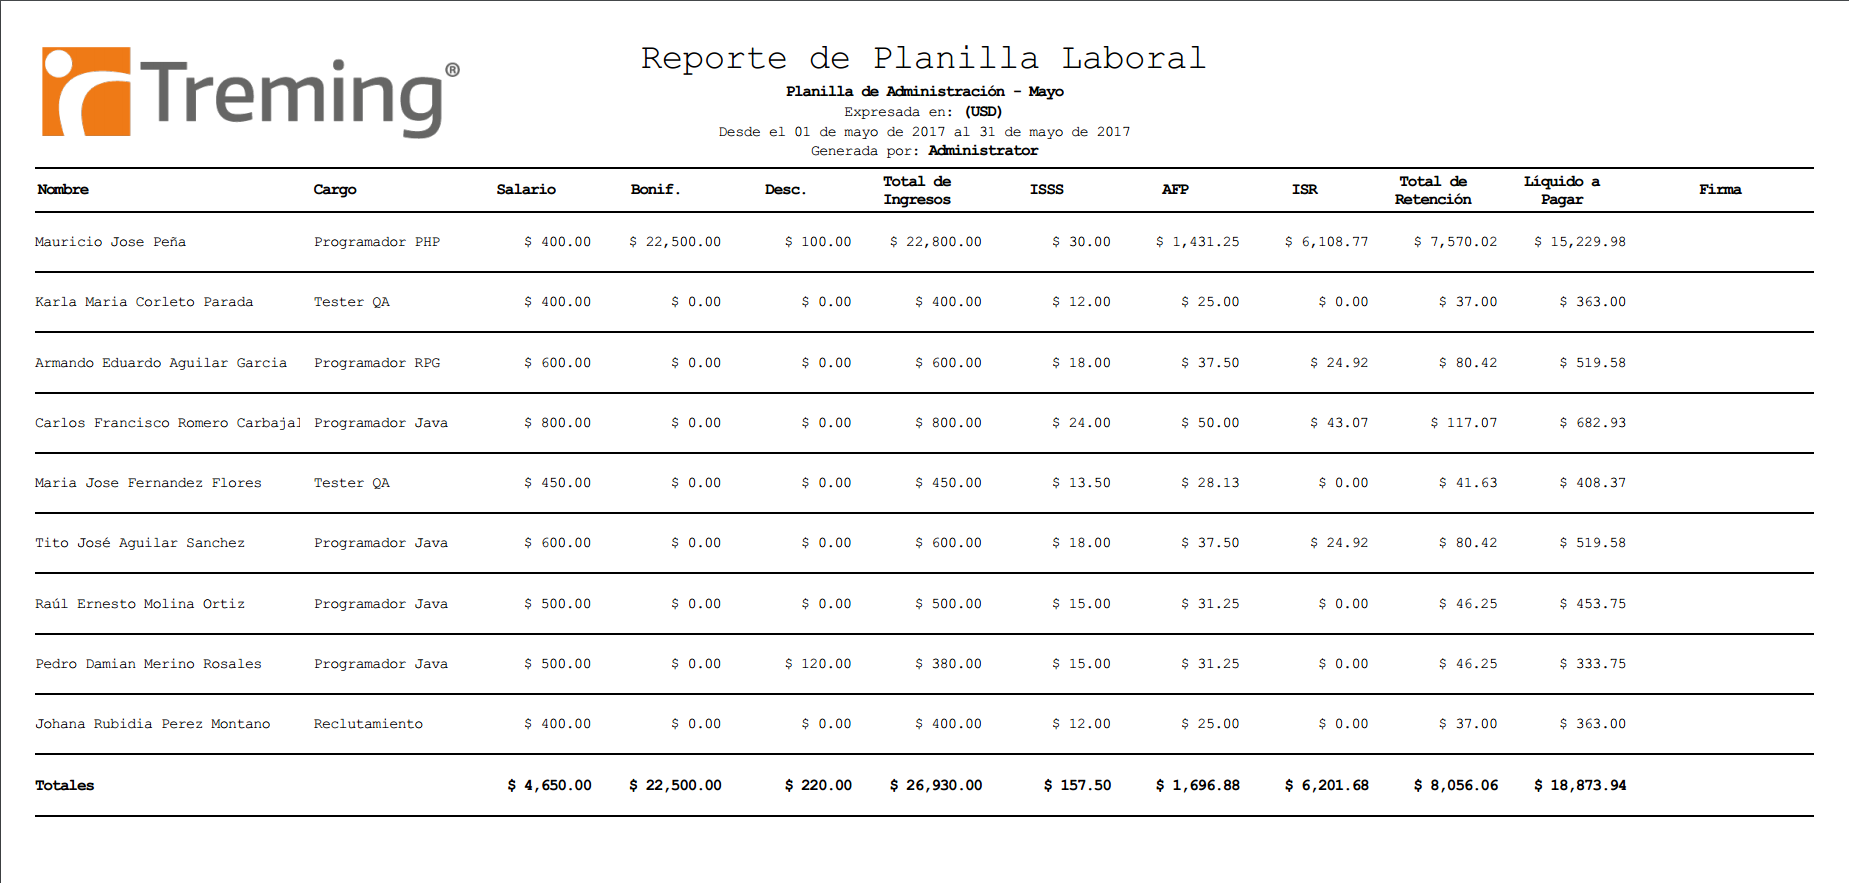 Treming®
Reporte de Planilla Laboral
Planilla de Administración - Mayo
Expresada en: (USD)
Desde el 01 de mayo de 2017 al 31 de mayo de 2017
Generada por: Administrator
Nombre Cargo Salario Bonif. Desc. Total de Ingresos ISSS AFP ISR Total de Retención Líquido a Pagar Firma
Mauricio Jose Peña Programador PHP $ 400.00 $ 22,500.00 $ 100.00 $ 22,800.00 $ 30.00 $ 1,431.25 $ 6,108.77 $ 7,570.02 $ 15,229.98
Karla Maria Corleto Parada Tester QA $ 400.00 $ 0.00 $ 0.00 $ 400.00 $ 12.00 $ 25.00 $ 0.00 $ 37.00 $ 363.00
Armando Eduardo Aguilar Garcia Programador RPG $ 600.00 $ 0.00 $ 0.00 $ 600.00 $ 18.00 $ 37.50 $ 24.92 $ 80.42 $ 519.58
Carlos Francisco Romero Carbajal Programador Java $ 800.00 $ 0.00 $ 0.00 $ 800.00 $ 24.00 $ 50.00 $ 43.07 $ 117.07 $ 682.93
Maria Jose Fernandez Flores Tester QA $ 450.00 $ 0.00 $ 0.00 $ 450.00 $ 13.50 $ 28.13 $ 0.00 $ 41.63 $ 408.37
Tito José Aguilar Sanchez Programador Java $ 600.00 $ 0.00 $ 0.00 $ 600.00 $ 18.00 $ 37.50 $ 24.92 $ 80.42 $ 519.58
Raúl Ernesto Molina Ortiz Programador Java $ 500.00 $ 0.00 $ 0.00 $ 500.00 $ 15.00 $ 31.25 $ 0.00 $ 46.25 $ 453.75
Pedro Damian Merino Rosales Programador Java $ 500.00 $ 0.00 $ 120.00 $ 380.00 $ 15.00 $ 31.25 $ 0.00 $ 46.25 $ 333.75
Johana Rubidia Perez Montano Reclutamiento $ 400.00 $ 0.00 $ 0.00 $ 400.00 $ 12.00 $ 25.00 $ 0.00 $ 37.00 $ 363.00
Totales $ 4,650.00 $ 22,500.00 $ 220.00 $ 26,930.00 $ 157.50 $ 1,696.88 $ 6,201.68 $ 8,056.06 $ 18,873.94